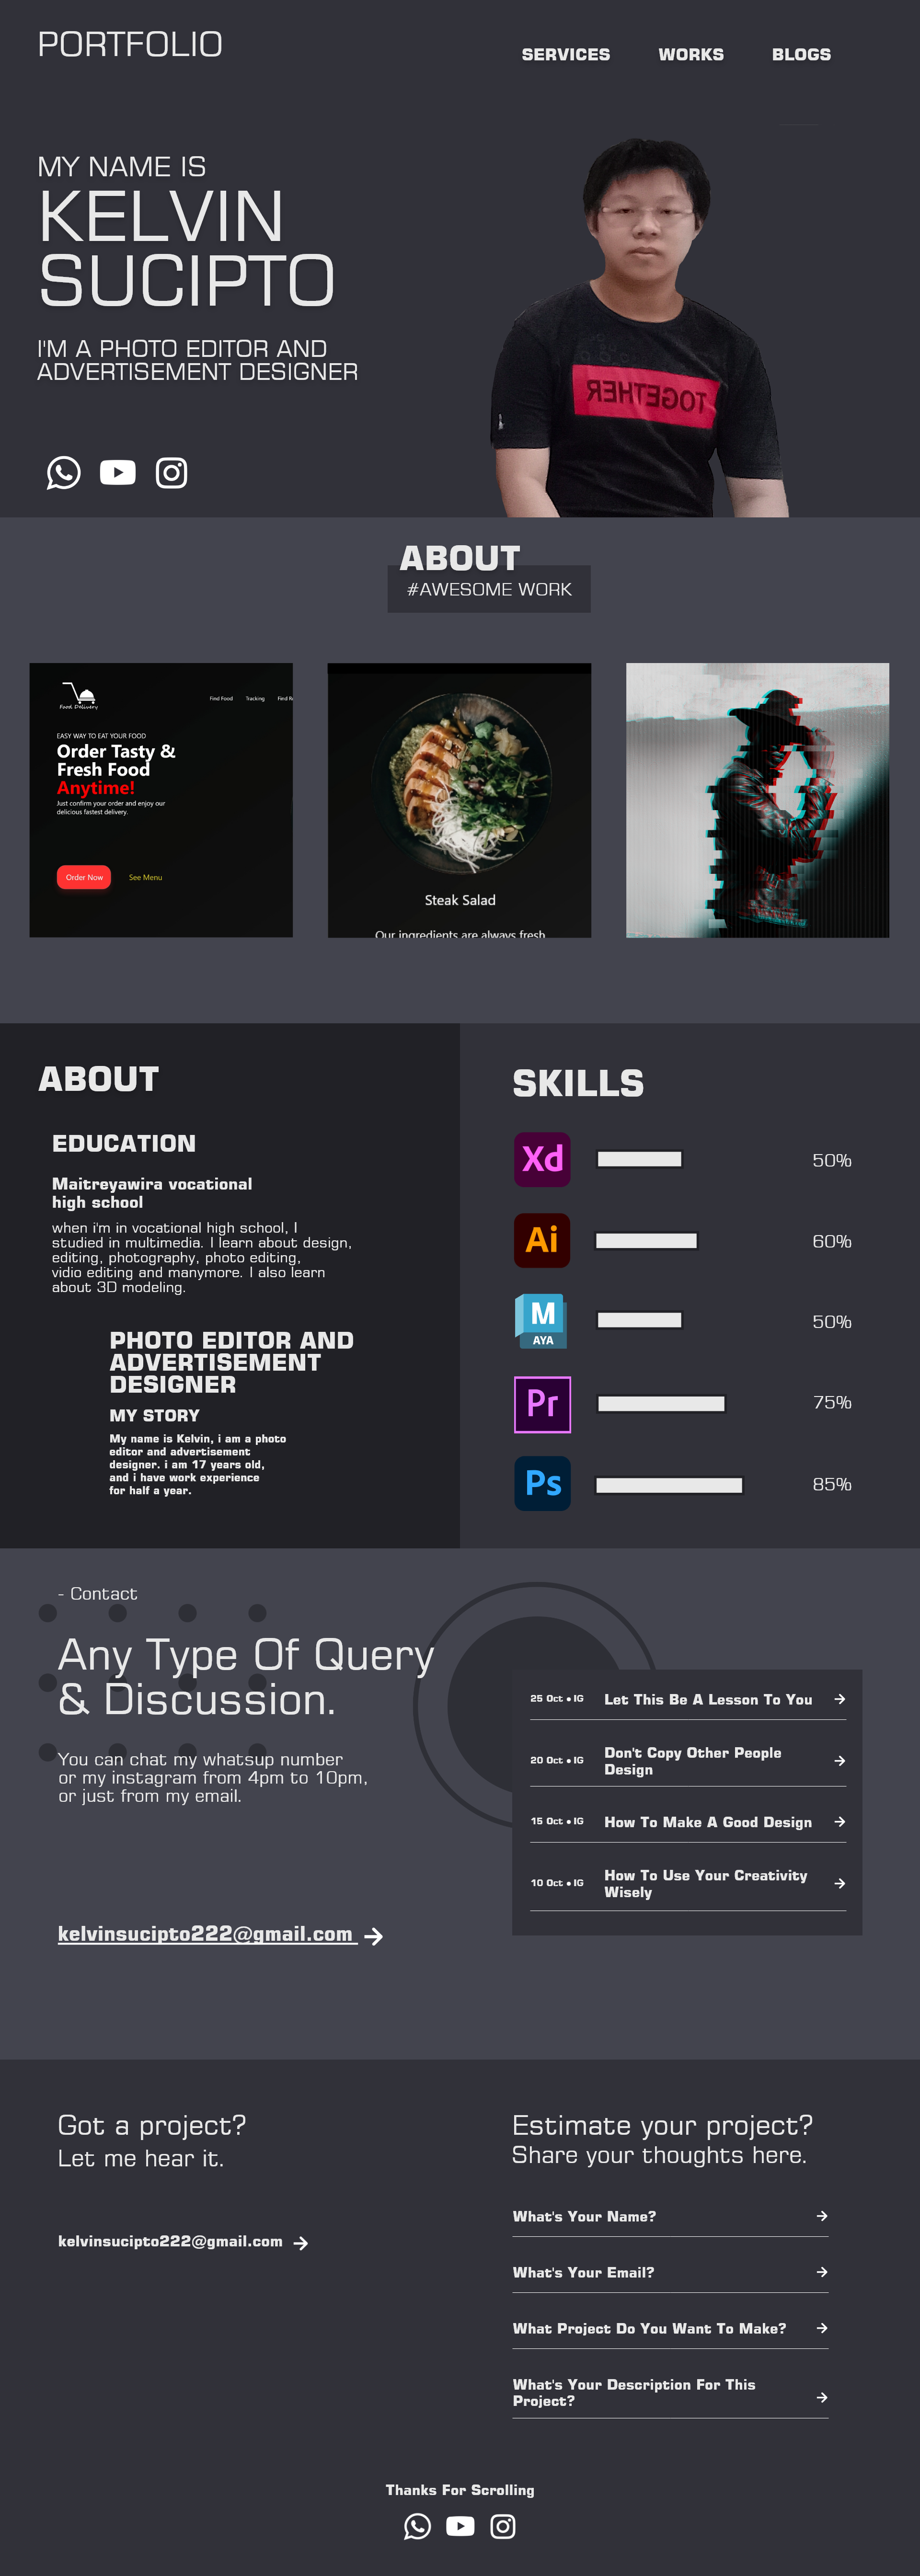 PORTFOLIO
SERVICES WORKS BLOGS
MY NAME IS
KELVIN
SUCIPTO
I'M A PHOTO EDITOR AND
ADVERTISEMENT DESIGNER
TOGETHER
ABOUT
#AWESOME WORK
Food Delivery
Find Food Tracking Find Re
EASY WAY TO EAT YOUR FOOD
Order Tasty &
Fresh Food
Anytime!
Just confirm your order and enjoy our
delicious fastest delivery.
Order Now See Menu
Steak Salad
Our ingredients are always fresh
ABOUT
EDUCATION
Maitreyawira vocational
high school
when i'm in vocational high school, I
studied in multimedia. I learn about design,
editing, photography, photo editing,
vidio editing and manymore. I also learn
about 3D modeling.
PHOTO EDITOR AND
ADVERTISEMENT
DESIGNER
MY STORY
My name is Kelvin, i am a photo
editor and advertisement
designer. i am 17 years old,
and i have work experience
for half a year.
SKILLS
Xd 50%
Ai 60%
M
AYA
50%
Pr 75%
Ps 85%
- Contact
Any Type Of Query
& Discussion.
You can chat my whatsup number
or my instagram from 4pm to 10pm,
or just from my email.
kelvinsucipto222@gmail.com
25 Oct • IG Let This Be A Lesson To You
20 Oct • IG Don't Copy Other People
Design
15 Oct • IG How To Make A Good Design
10 Oct • IG How To Use Your Creativity
Wisely
Got a project?
Let me hear it.
kelvinsucipto222@gmail.com
Estimate your project?
Share your thoughts here.
What's Your Name?
What's Your Email?
What Project Do You Want To Make?
What's Your Description For This
Project?
Thanks For Scrolling